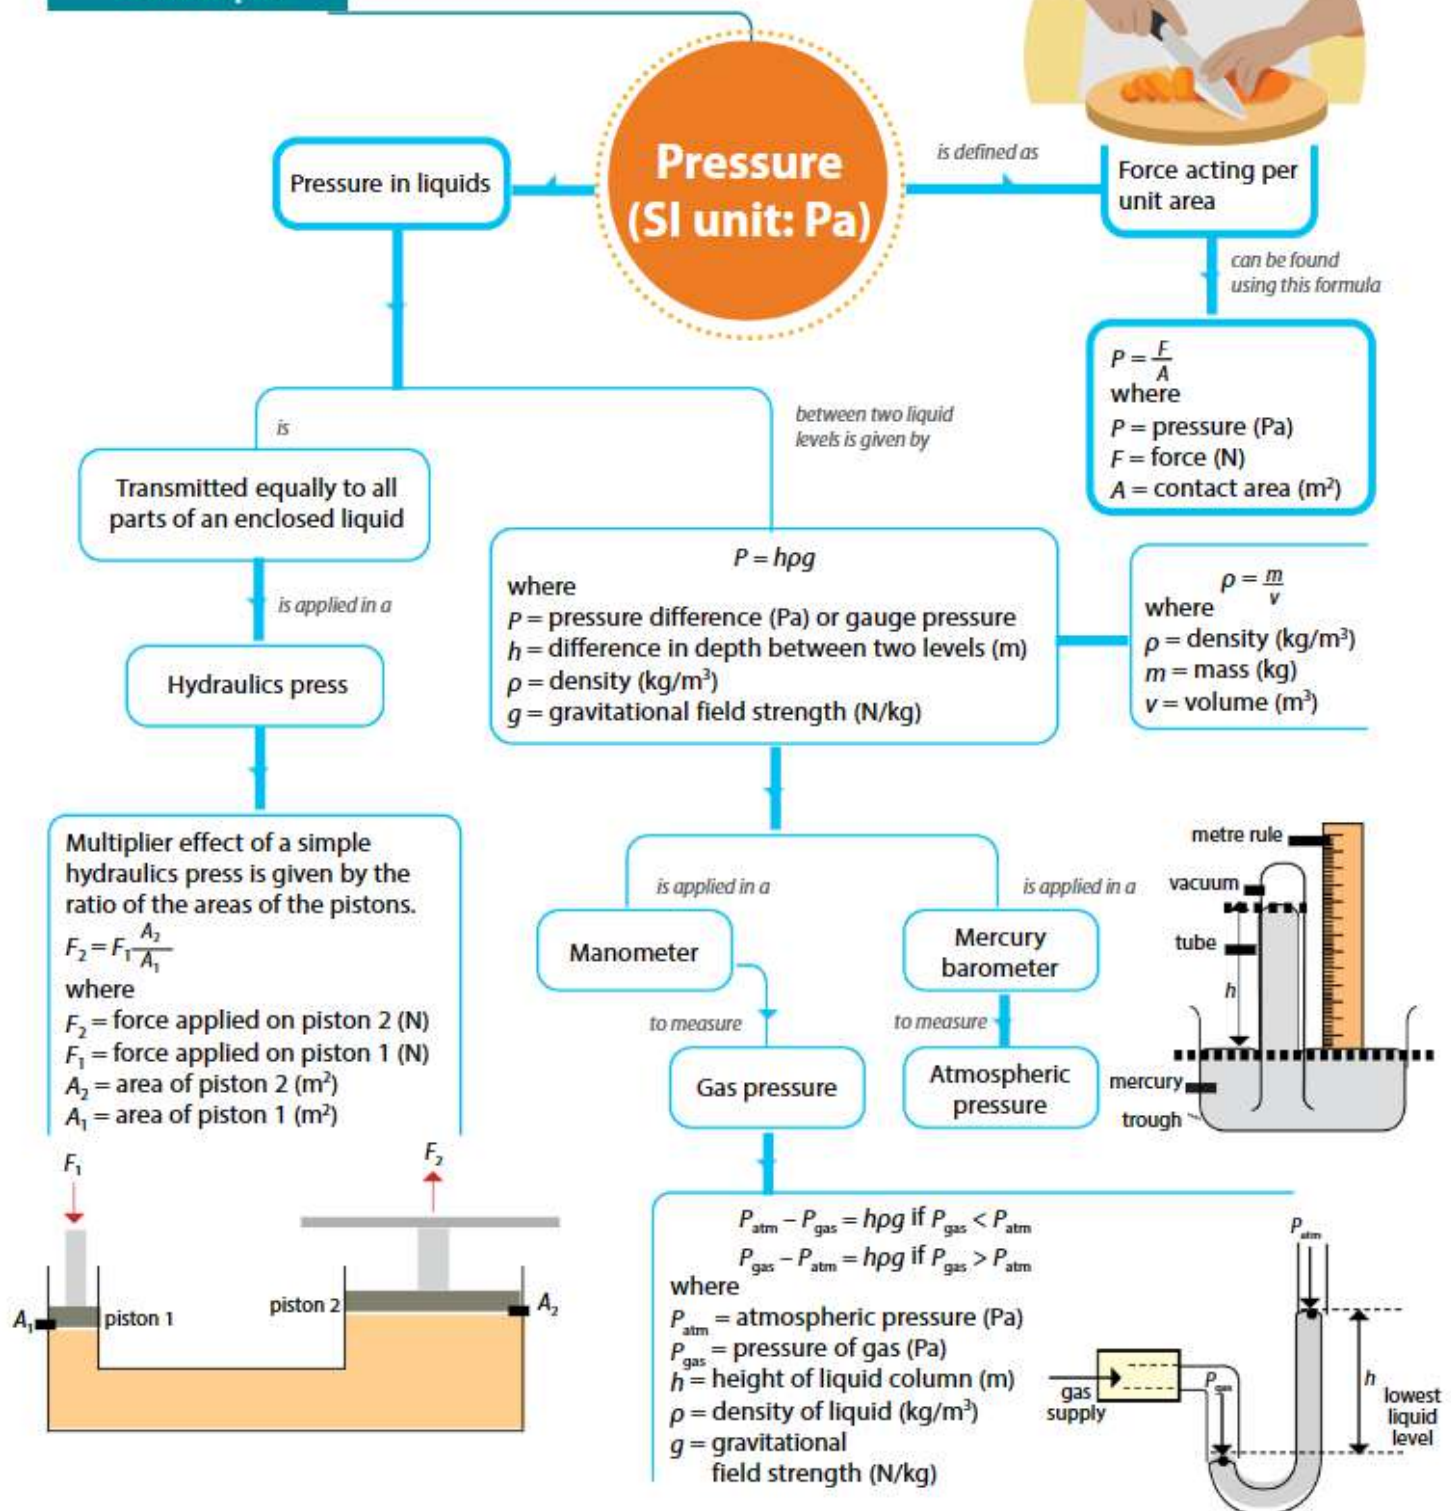 Pressure
(SI unit: Pa)
Pressure in liquids
is defined as
Force acting per
unit area
can be found
using this formula
P = F/A
where
P = pressure (Pa)
F = force (N)
A = contact area (m²)
is
between two liquid
levels is given by
Transmitted equally to all
parts of an enclosed liquid
is applied in a
Hydraulics press
P = hρg
where
P = pressure difference (Pa) or gauge pressure
h = difference in depth between two levels (m)
ρ = density (kg/m³)
g = gravitational field strength (N/kg)
ρ = m/v
where
ρ = density (kg/m³)
m = mass (kg)
v = volume (m³)
Multiplier effect of a simple
hydraulics press is given by the
ratio of the areas of the pistons.
F₂ = F₁ A₂/A₁
where
F₂ = force applied on piston 2 (N)
F₁ = force applied on piston 1 (N)
A₂ = area of piston 2 (m²)
A₁ = area of piston 1 (m²)
F₁
F₂
A₁
piston 1
piston 2
A₂
is applied in a
Manometer
to measure
Gas pressure
is applied in a
Mercury
barometer
to measure
Atmospheric
pressure
metre rule
vacuum
tube
h
mercury
trough
P_atm – P_gas = hρg if P_gas < P_atm
P_gas – P_atm = hρg if P_gas > P_atm
where
P_atm = atmospheric pressure (Pa)
P_gas = pressure of gas (Pa)
h = height of liquid column (m)
ρ = density of liquid (kg/m³)
g = gravitational
field strength (N/kg)
P_atm
gas
supply
P_gas
h
lowest
liquid
level